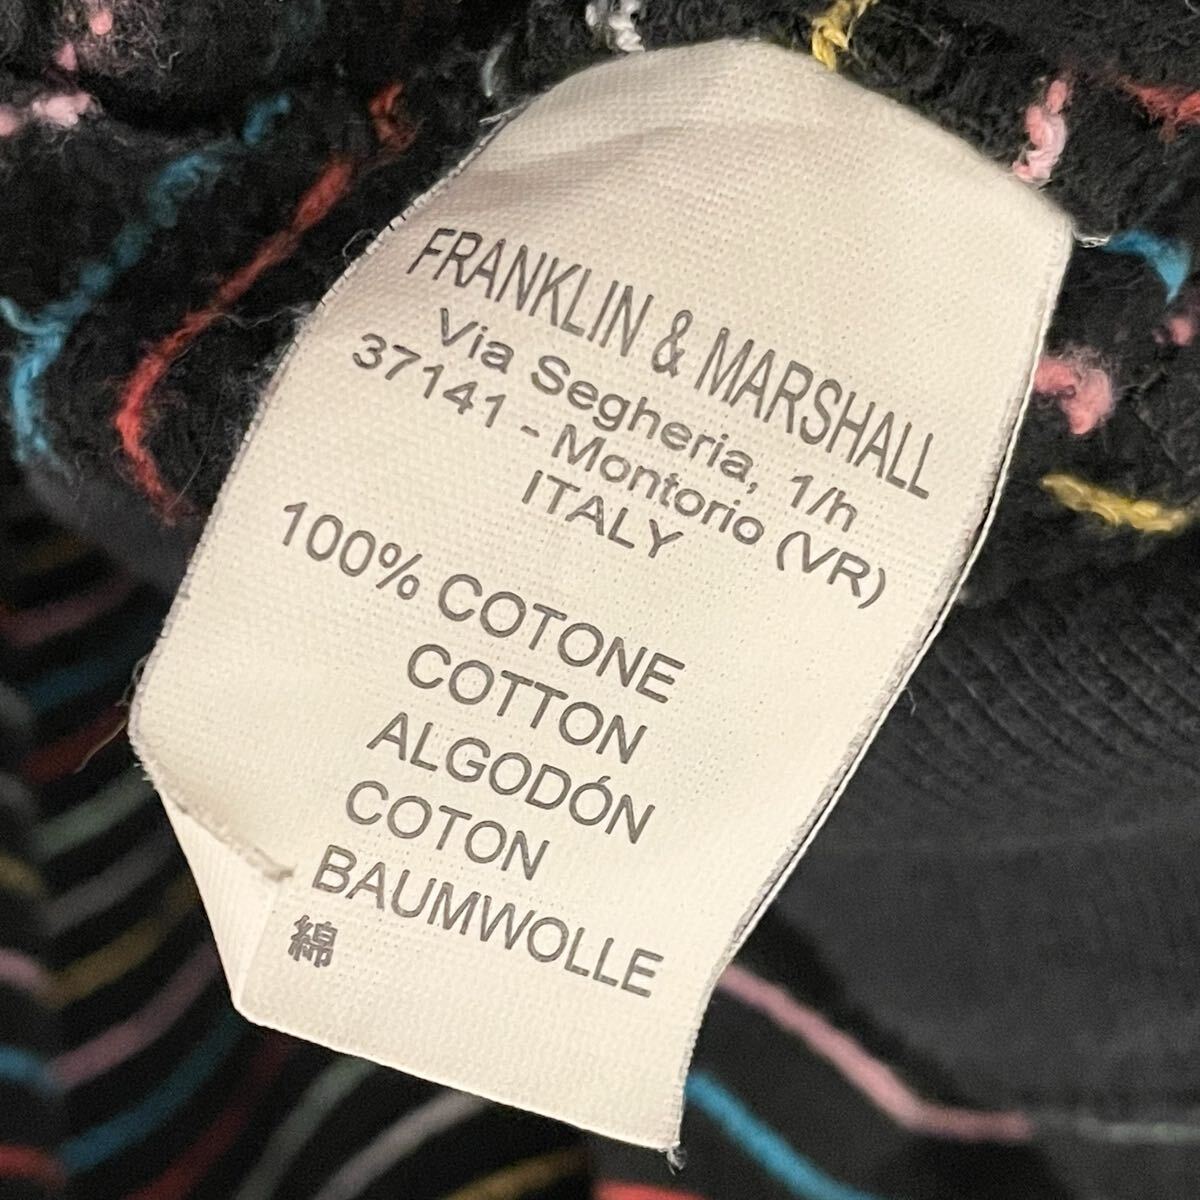 FRANKLIN & MARSHALL
Via Segheria, 1/h
37141 - Montorio (VR)
ITALY
100% COTONE
COTTON
ALGODÓN
COTON
BAUMWOLLE
綿